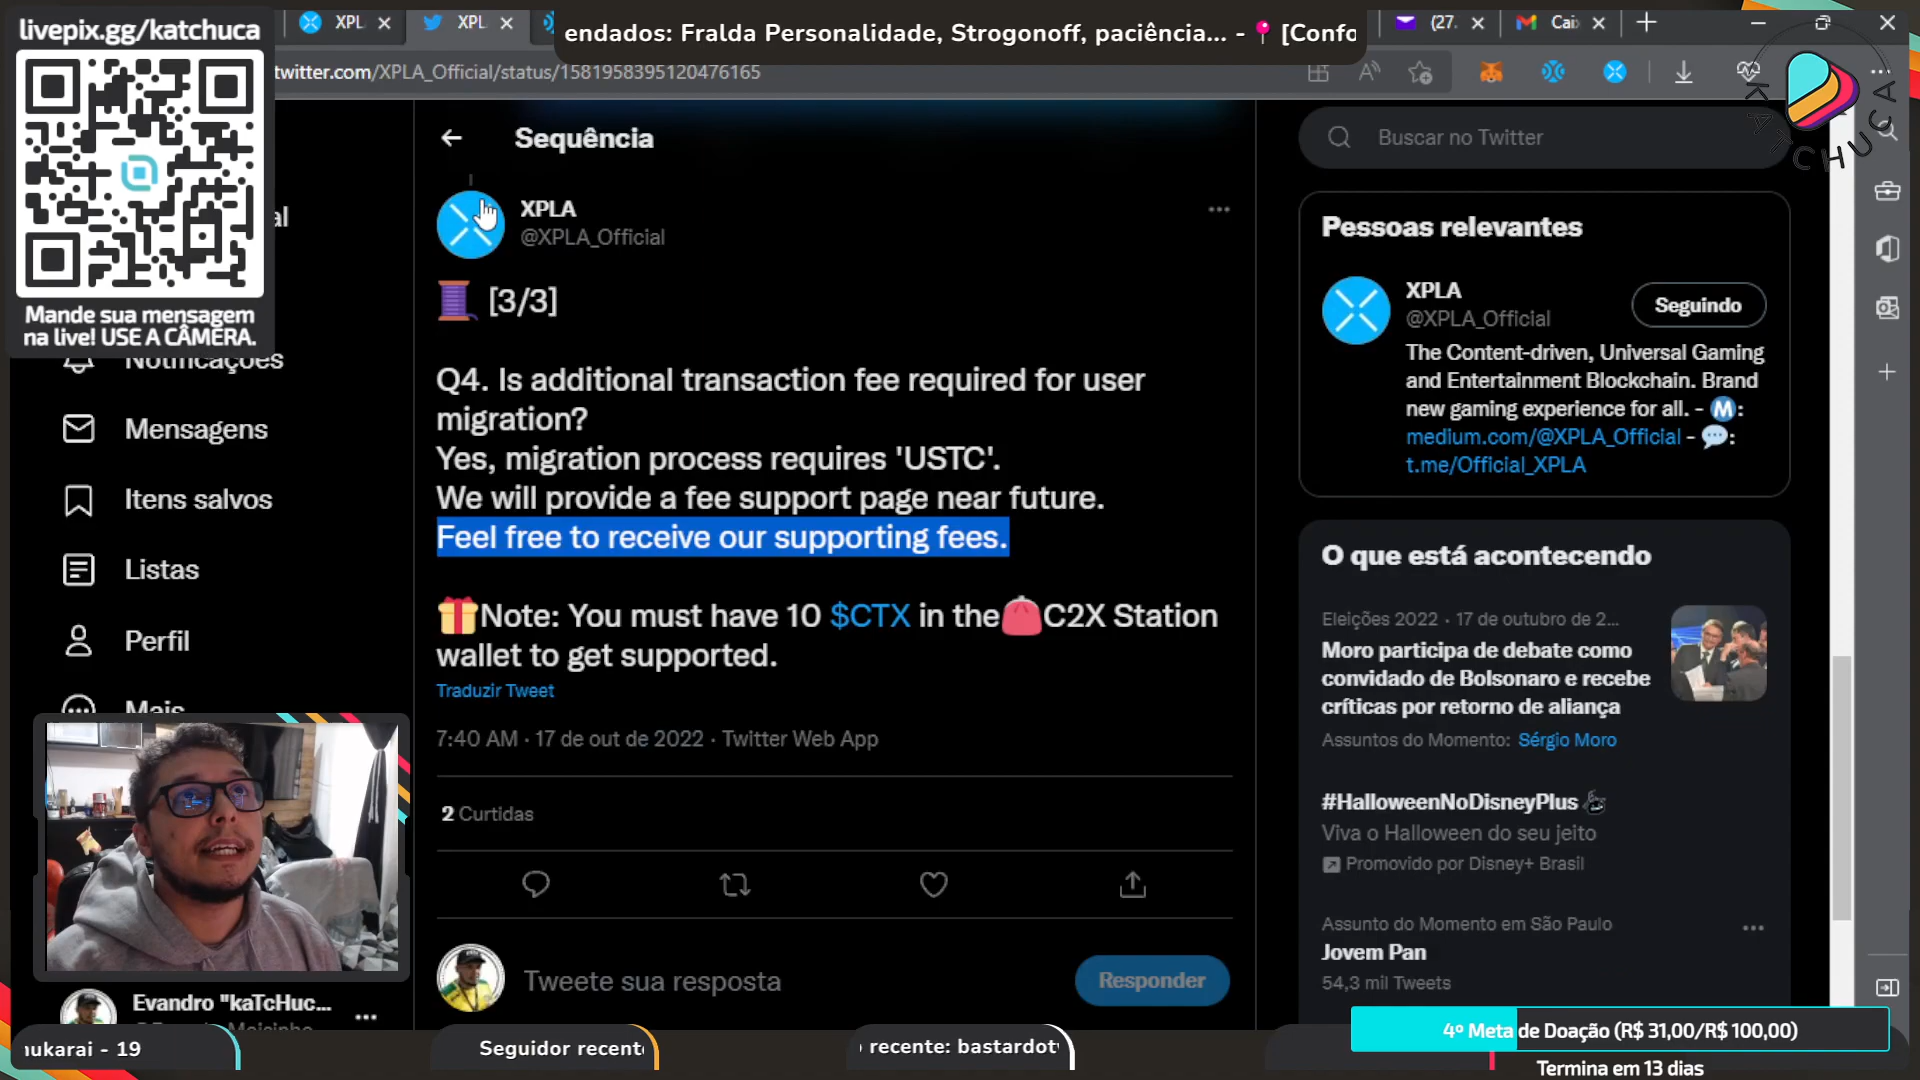 livepix.gg/katchuca
Mande sua mensagem
na live! USE A CÂMERA.
XPL
XPL
endados: Fralda Personalidade, Strogonoff, paciência... - 📍 [Confo
(27.
Cai
twitter.com/XPLA_Official/status/1581958395120476165
KATCHUCA
al
Notificações
Mensagens
Itens salvos
Listas
Perfil
Mais
Evandro "kaTcHuc...
Sequência
XPLA
@XPLA_Official
🧵 [3/3]
Q4. Is additional transaction fee required for user
migration?
Yes, migration process requires 'USTC'.
We will provide a fee support page near future.
Feel free to receive our supporting fees.
🎁Note: You must have 10 $CTX in the👛C2X Station
wallet to get supported.
Traduzir Tweet
7:40 AM · 17 de out de 2022 · Twitter Web App
2 Curtidas
Tweete sua resposta
Responder
Buscar no Twitter
Pessoas relevantes
XPLA
@XPLA_Official
Seguindo
The Content-driven, Universal Gaming
and Entertainment Blockchain. Brand
new gaming experience for all. - Ⓜ️:
medium.com/@XPLA_Official - 💬:
t.me/Official_XPLA
O que está acontecendo
Eleições 2022 · 17 de outubro de 2...
Moro participa de debate como
convidado de Bolsonaro e recebe
críticas por retorno de aliança
Assuntos do Momento: Sérgio Moro
#HalloweenNoDisneyPlus
Viva o Halloween do seu jeito
Promovido por Disney+ Brasil
Assunto do Momento em São Paulo
Jovem Pan
54,3 mil Tweets
4º Meta de Doação (R$ 31,00/R$ 100,00)
Termina em 13 dias
ukarai - 19
Seguidor recent
recente: bastardot